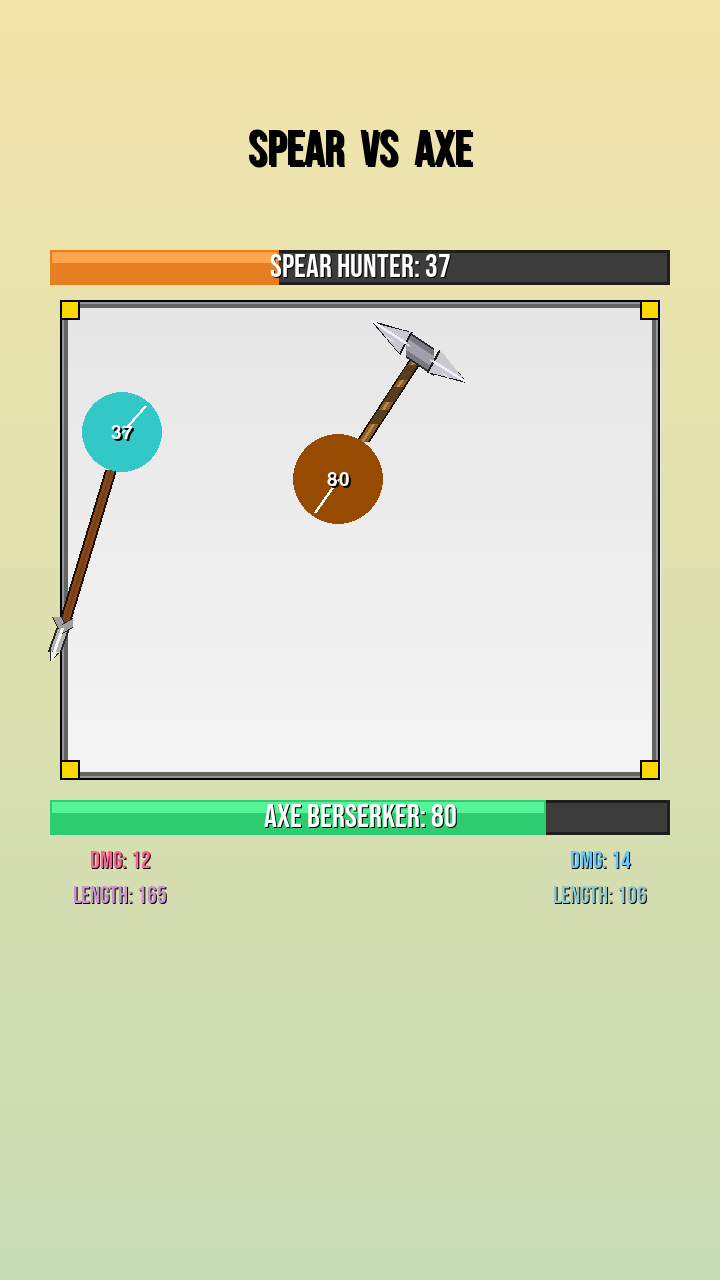 SPEAR VS AXE
SPEAR HUNTER: 37
37
80
AXE BERSERKER: 80
DMG: 12
DMG: 14
LENGTH: 165
LENGTH: 106